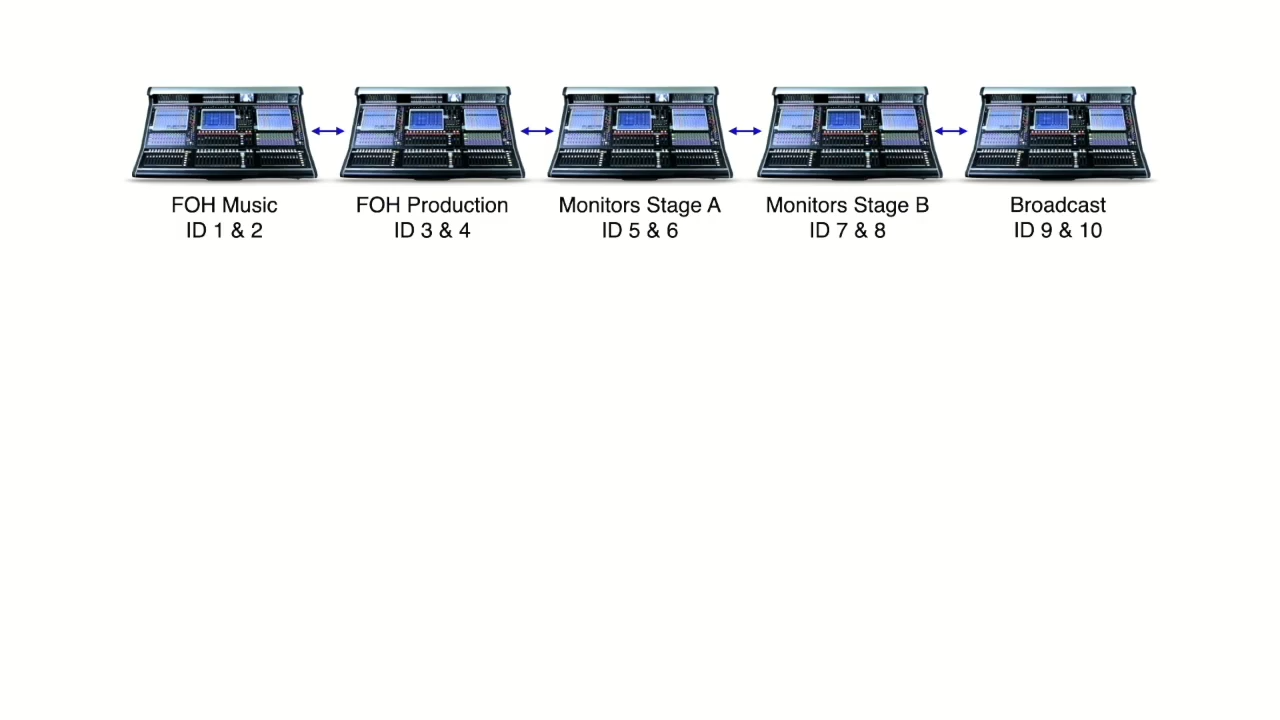 FOH Music
ID 1 & 2
FOH Production
ID 3 & 4
Monitors Stage A
ID 5 & 6
Monitors Stage B
ID 7 & 8
Broadcast
ID 9 & 10